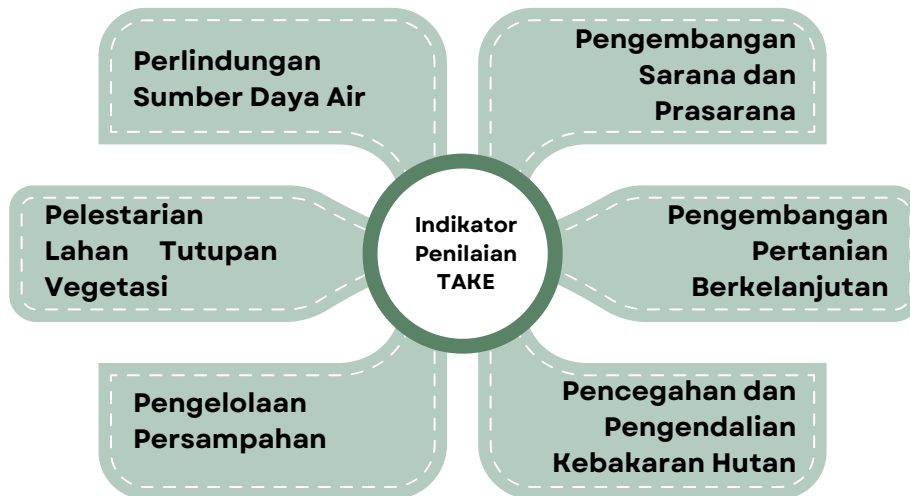 Perlindungan
Sumber Daya Air
Pengembangan
Sarana dan
Prasarana
Pelestarian
Lahan Tutupan
Vegetasi
Indikator
Penilaian
TAKE
Pengembangan
Pertanian
Berkelanjutan
Pengelolaan
Persampahan
Pencegahan dan
Pengendalian
Kebakaran Hutan